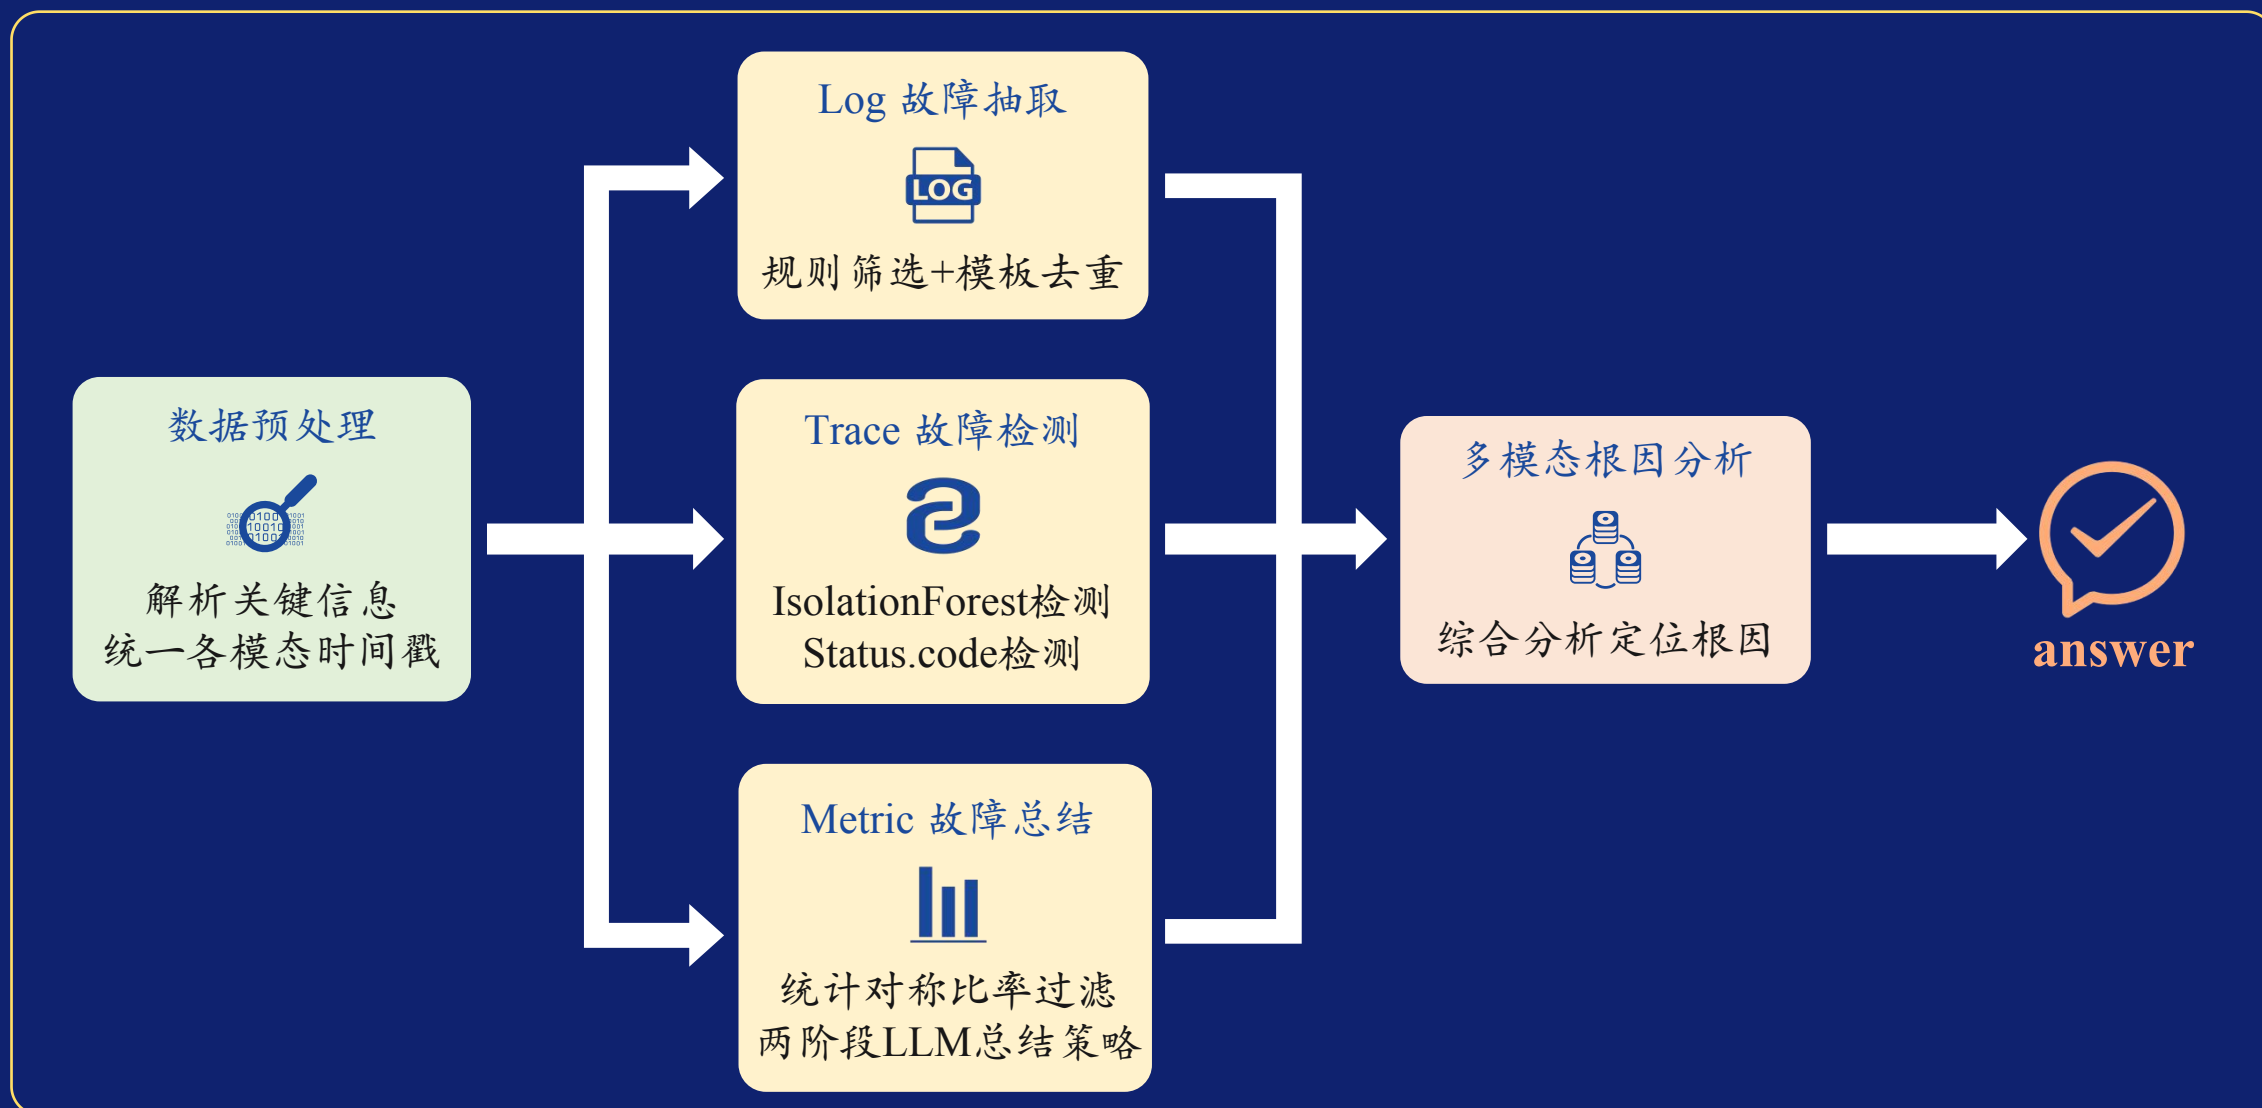 数据预处理
解析关键信息
统一各模态时间戳
Log 故障抽取
LOG
规则筛选+模板去重
Trace 故障检测
IsolationForest检测
Status.code检测
Metric 故障总结
统计对称比率过滤
两阶段LLM总结策略
多模态根因分析
综合分析定位根因
answer